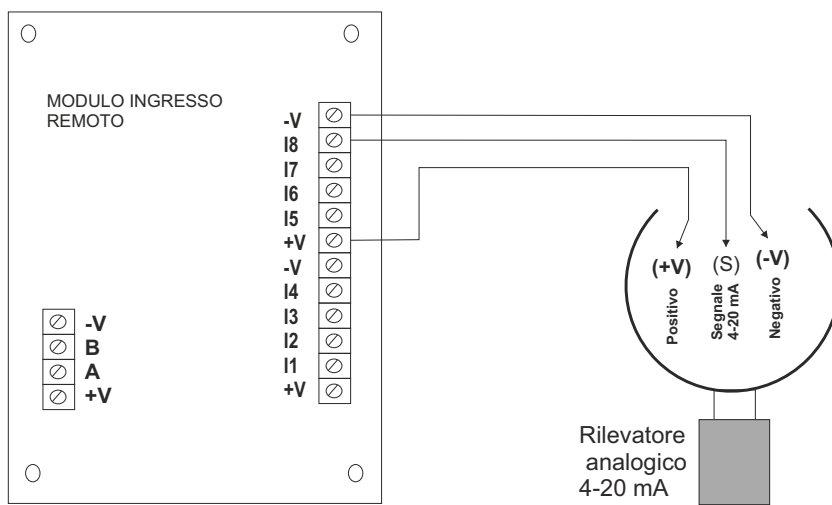 MODULO INGRESSO
REMOTO
-V
I8
I7
I6
I5
+V
-V
I4
I3
I2
I1
+V
-V
B
A
+V
(+V)
(S)
(-V)
Positivo
Segnale
4-20 mA
Negativo
Rilevatore
analogico
4-20 mA